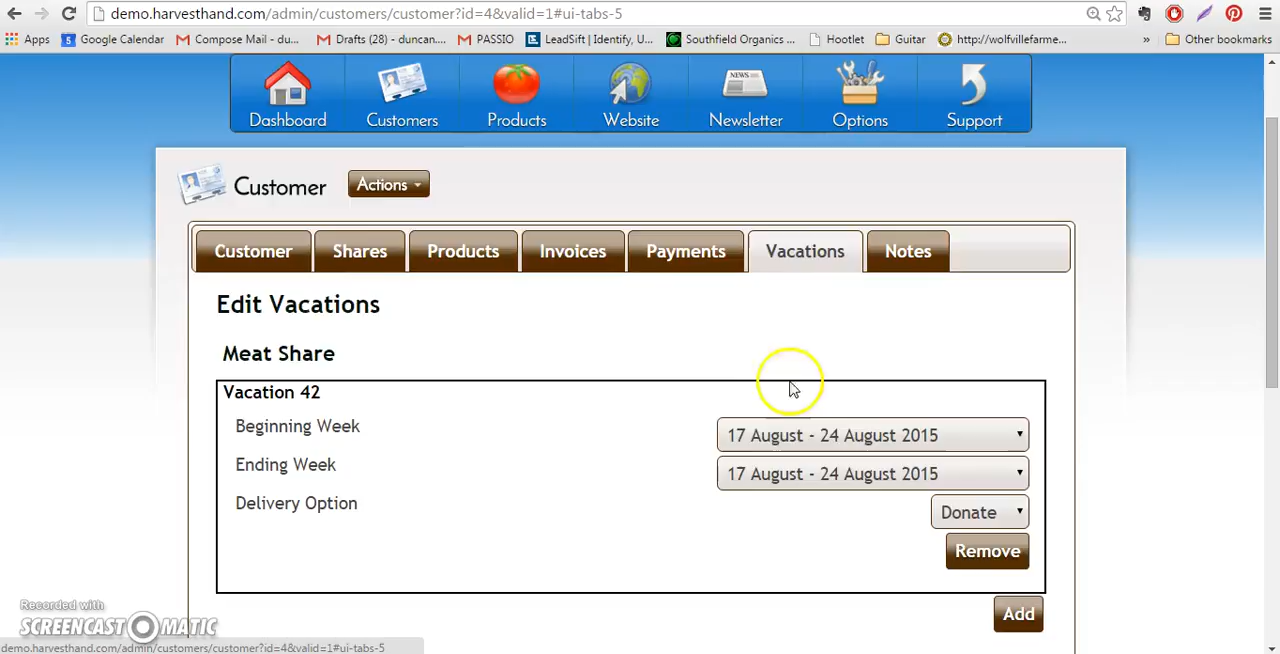 demo.harvesthand.com/admin/customers/customer?id=4&valid=1#ui-tabs-5
Apps Google Calendar Compose Mail - du... Drafts (28) - duncan.... PASSIO LeadSift | Identify, U... Southfield Organics ... Hootlet Guitar http://wolfvillefarme... » Other bookmarks
Dashboard Customers Products Website Newsletter Options Support
NEWS
Customer Actions
Customer Shares Products Invoices Payments Vacations Notes
Edit Vacations
Meat Share
Vacation 42
Beginning Week 17 August - 24 August 2015
Ending Week 17 August - 24 August 2015
Delivery Option Donate
Remove
Add
Recorded with
SCREENCAST MATIC
demo.harvesthand.com/admin/customers/customer?id=4&valid=1#ui-tabs-5